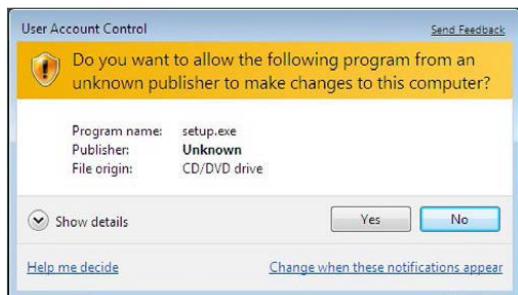 User Account Control
Send Feedback
Do you want to allow the following program from an
unknown publisher to make changes to this computer?
Program name: setup.exe
Publisher: Unknown
File origin: CD/DVD drive
Show details
Yes
No
Help me decide
Change when these notifications appear